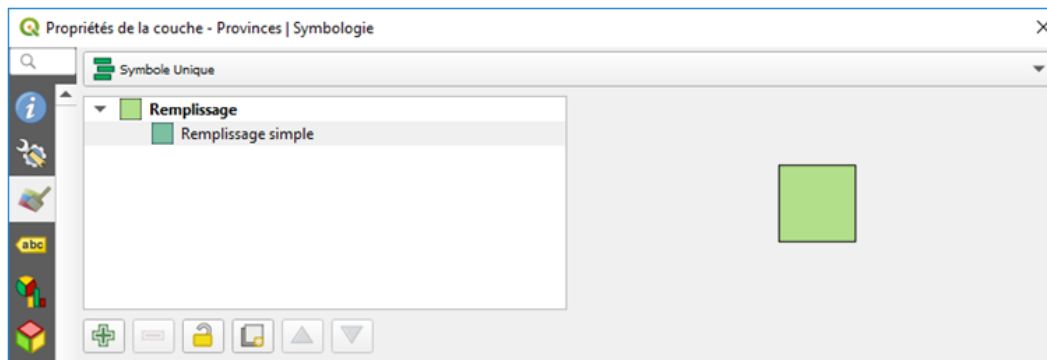 Propriétés de la couche - Provinces | Symbologie
Symbole Unique
Remplissage
Remplissage simple
abc